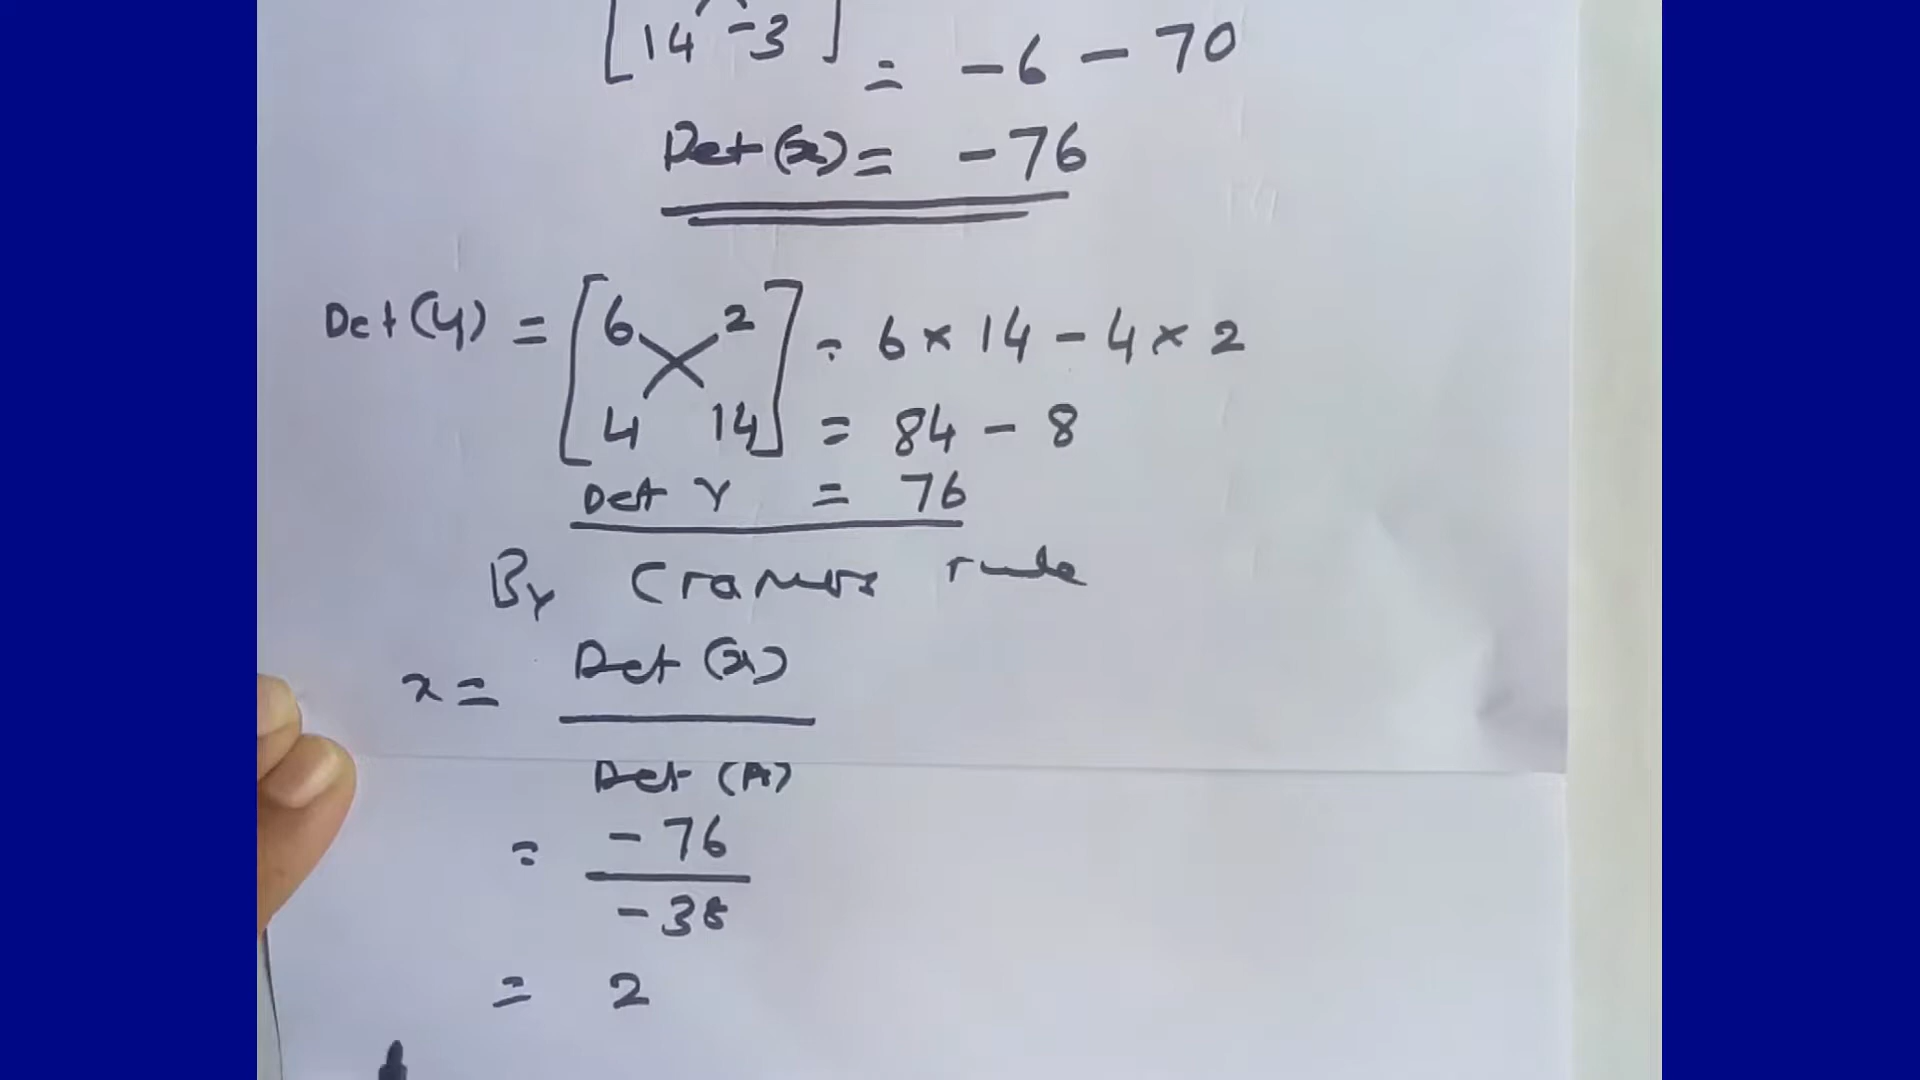 [14 -3] = -6 - 70
Det (x) = -76
Det (y) = [6 2 = 6 × 14 - 4 × 2
4 14] = 84 - 8
Det Y = 76
By Cramers rule
x = Det (x)
Det (A)
= -76
-38
= 2